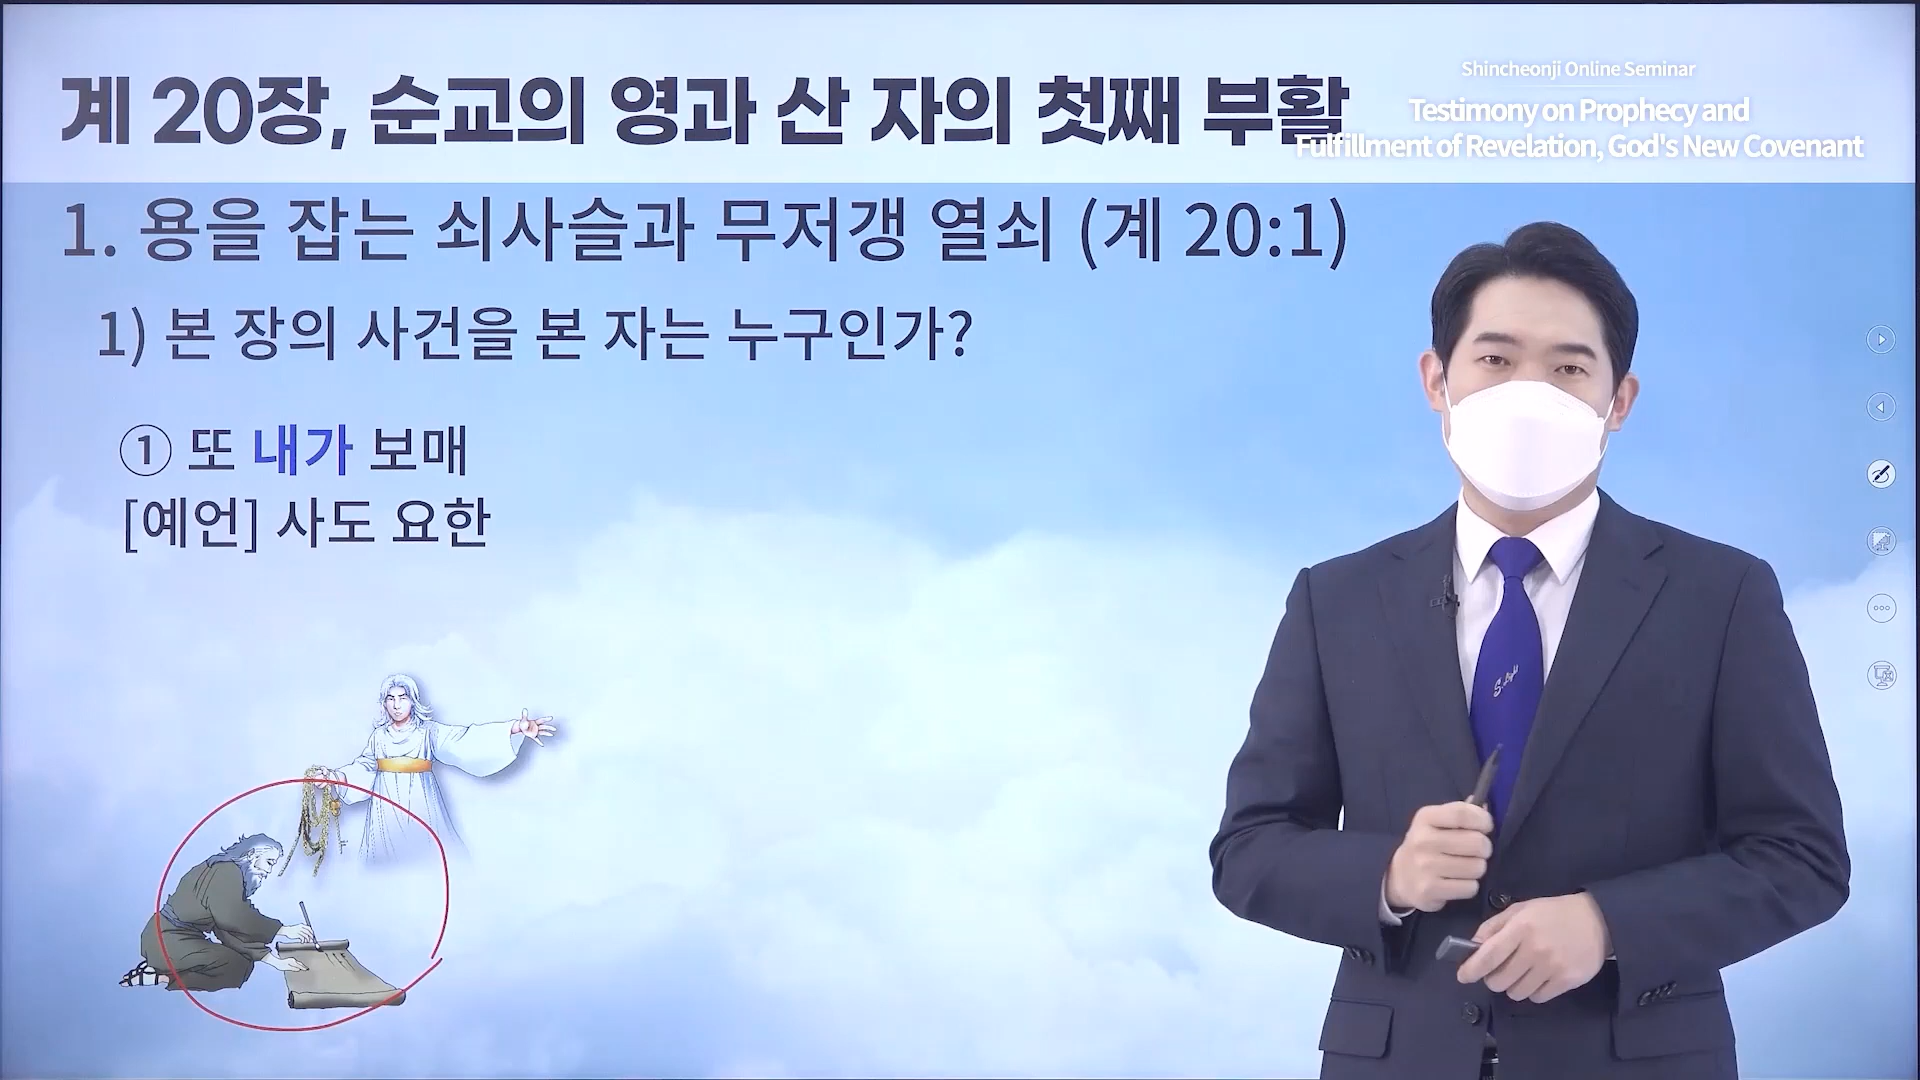 계 20장, 순교의 영과 산 자의 첫째 부활
Shincheonji Online Seminar
Testimony on Prophecy and
Fulfillment of Revelation, God's New Covenant
1. 용을 잡는 쇠사슬과 무저갱 열쇠 (계 20:1)
1) 본 장의 사건을 본 자는 누구인가?
① 또 내가 보매
[예언] 사도 요한